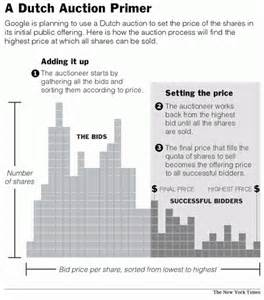 A Dutch Auction Primer
Google is planning to use a Dutch auction to set the price of the shares in
its initial public offering. Here is how the auction process will find the
highest price at which all shares can be sold.
Adding it up
1 The auctioneer starts by
gathering all the bids and
sorting them according to price.
Setting the price
2 The auctioneer works
back from the highest
bid until all the shares
are sold.
3 The final price that fills the
quota of shares to sell
becomes the offering price
to all successful bidders.
THE BIDS
$ FINAL PRICE HIGHEST PRICE $
SUCCESSFUL BIDDERS
Number
of shares
Bid price per share, sorted from lowest to highest
The New York Times